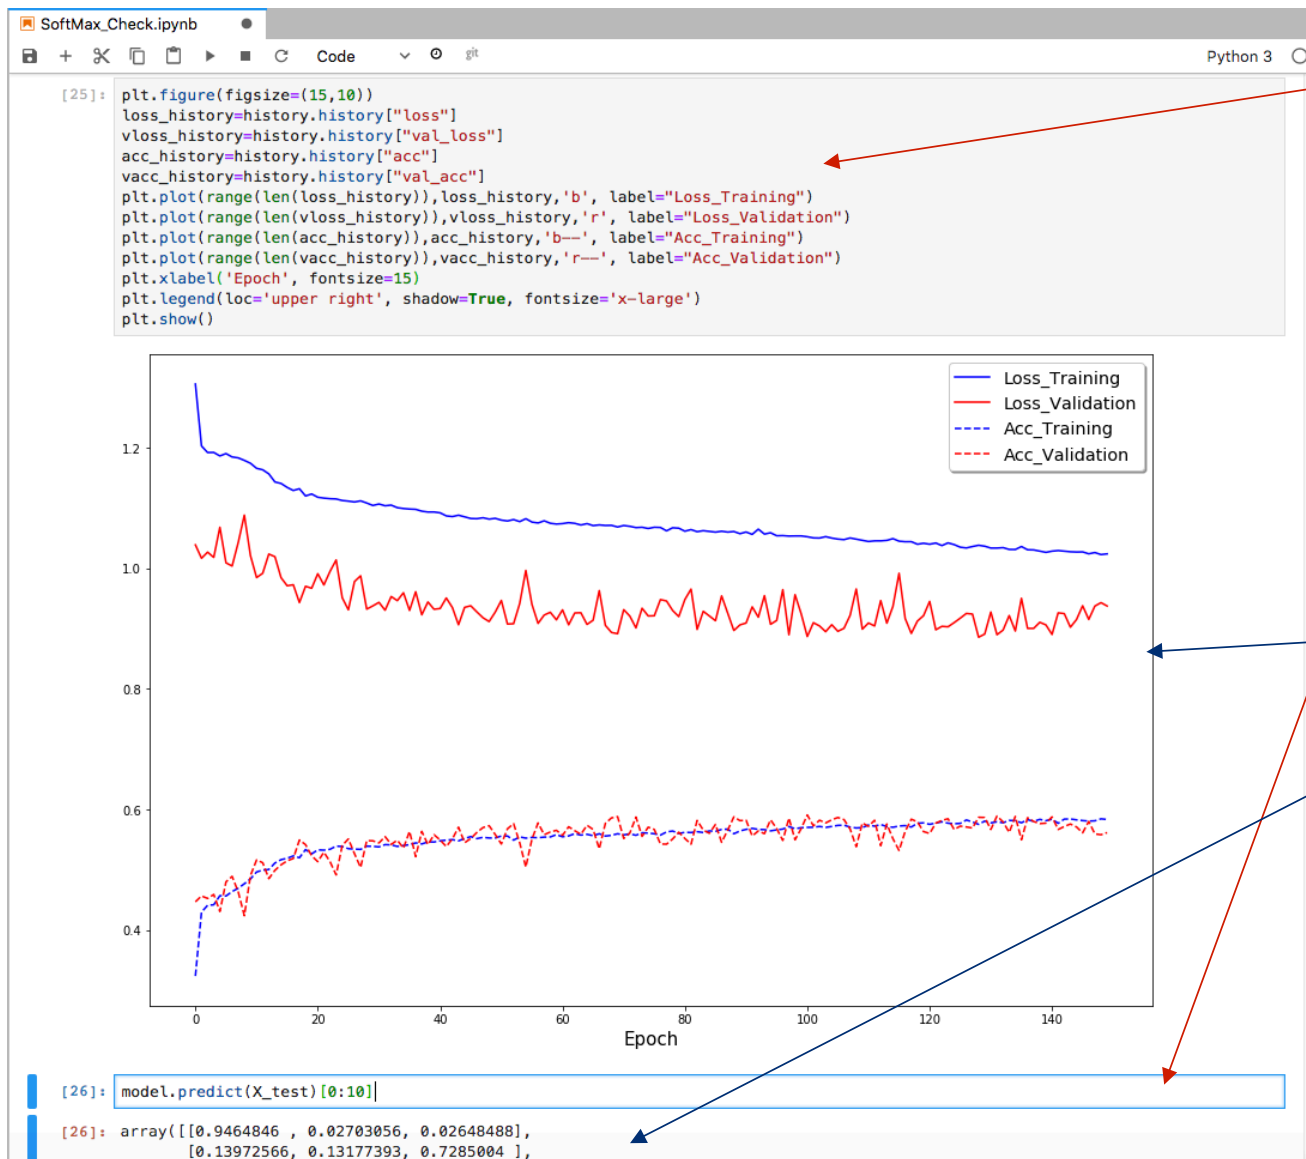 SoftMax_Check.ipynb
Code
git
Python 3
[25]:
plt.figure(figsize=(15,10))
loss_history=history.history["loss"]
vloss_history=history.history["val_loss"]
acc_history=history.history["acc"]
vacc_history=history.history["val_acc"]
plt.plot(range(len(loss_history)),loss_history,'b', label="Loss_Training")
plt.plot(range(len(vloss_history)),vloss_history,'r', label="Loss_Validation")
plt.plot(range(len(acc_history)),acc_history,'b--', label="Acc_Training")
plt.plot(range(len(vacc_history)),vacc_history,'r--', label="Acc_Validation")
plt.xlabel('Epoch', fontsize=15)
plt.legend(loc='upper right', shadow=True, fontsize='x-large')
plt.show()
Loss_Training
Loss_Validation
Acc_Training
Acc_Validation
1.2
1.0
0.8
0.6
0.4
0 20 40 60 80 100 120 140
Epoch
[26]: model.predict(X_test)[0:10]
[26]: array([[0.9464846 , 0.02703056, 0.02648488],
[0.13972566, 0.13177393, 0.7285004 ],